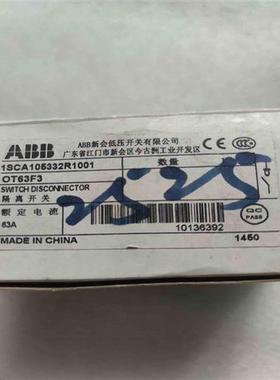 ABB
ABB新会低压开关有限公司
广东省江门市新会区今古洲工业开发区
1SCA105332R1001
数量
OT63F3
SWITCH DISCONNECTOR
隔离开关
额定电流
63A
25 25
QC
PASS
10136392
MADE IN CHINA
1450